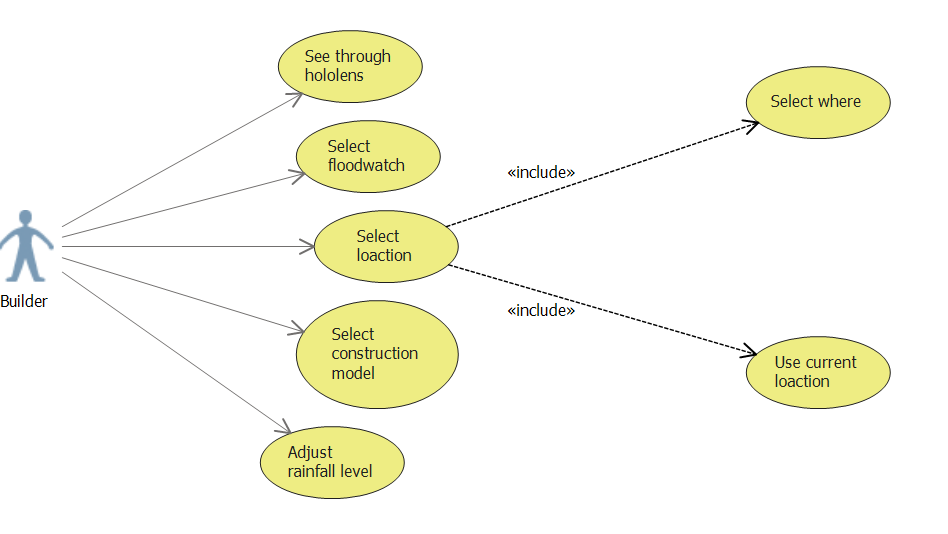 See through
hololens
Select where
Select
floodwatch
«include»
Select
loaction
Builder
«include»
Select
construction
model
Use current
loaction
Adjust
rainfall level